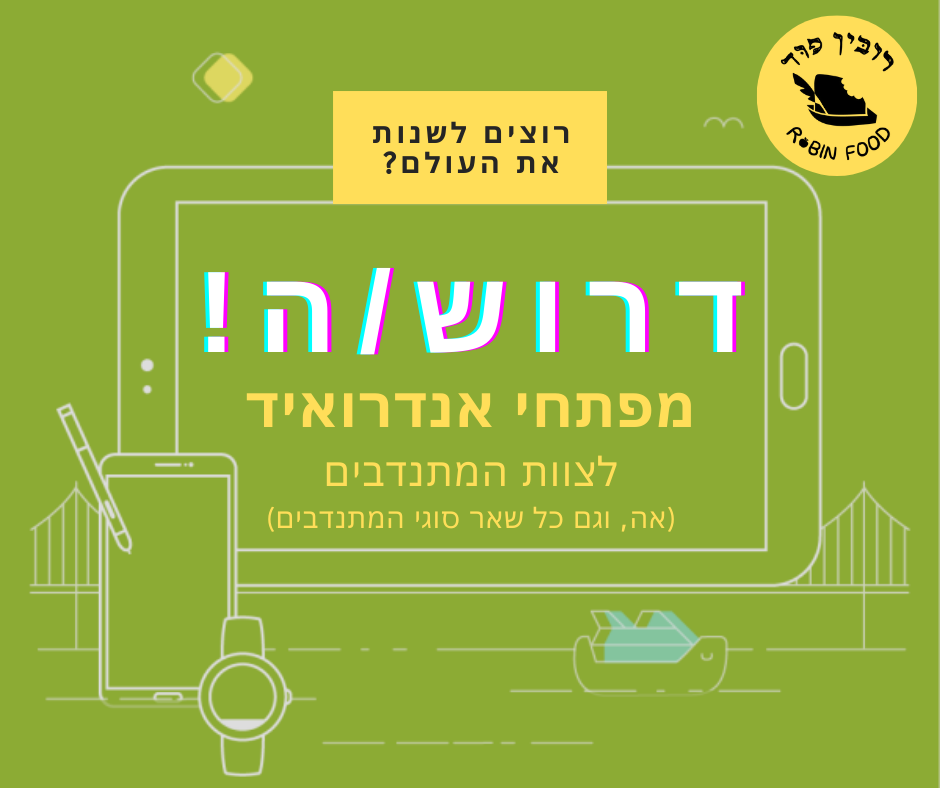 רובין פוד
ROBIN FOOD
רוצים לשנות
את העולם?
דרוש/ה!
מפתחי אנדרואיד
לצוות המתנדבים
(אה, וגם כל שאר סוגי המתנדבים)